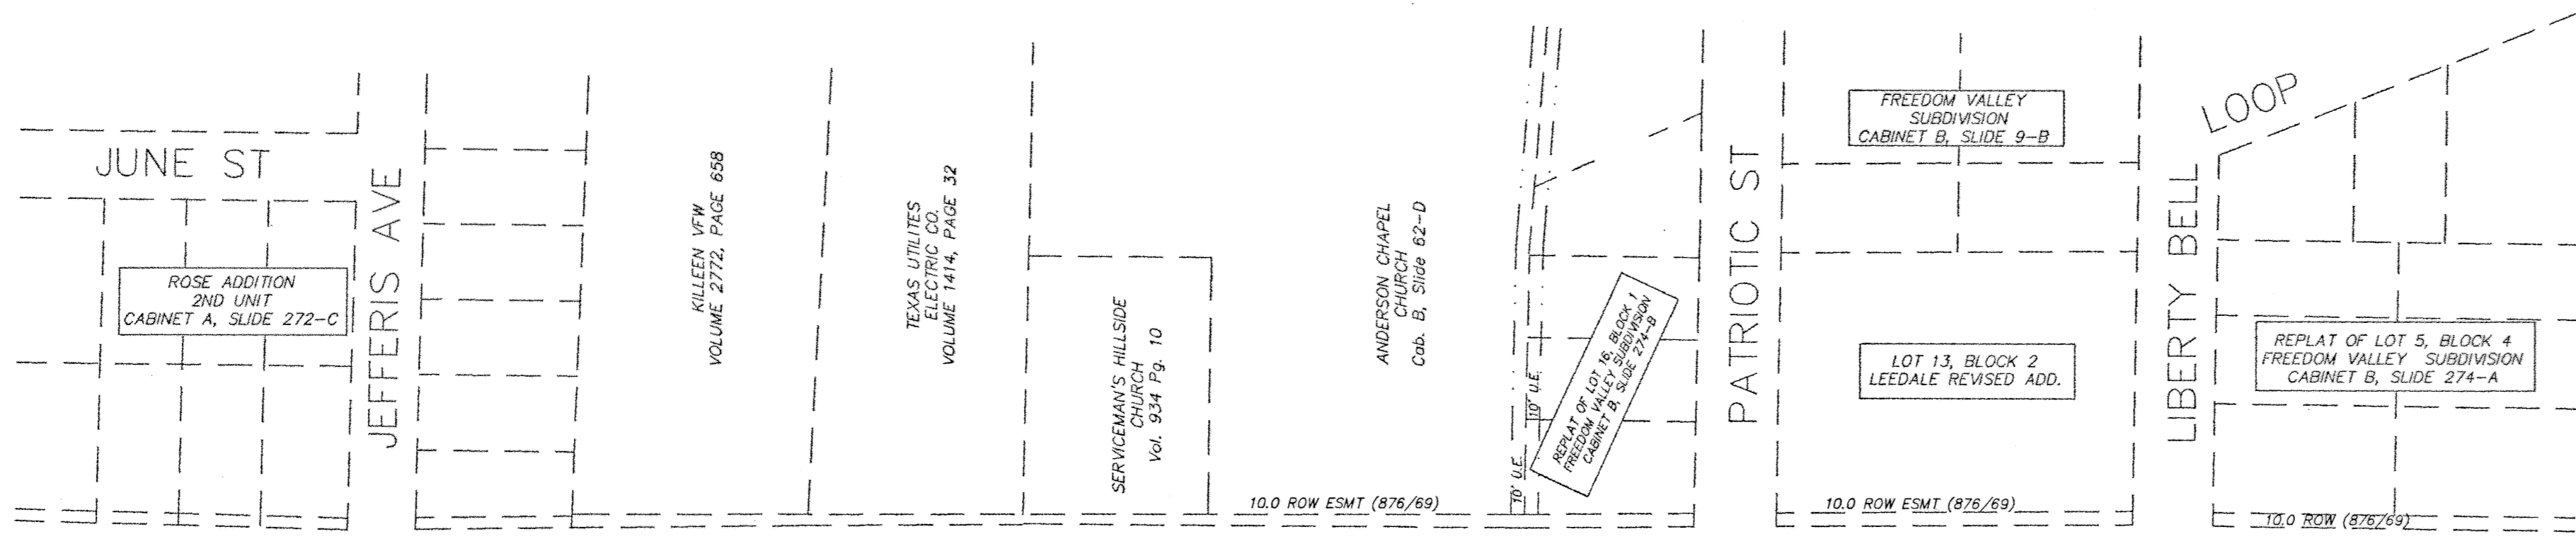 JUNE ST
ROSE ADDITION
2ND UNIT
CABINET A, SLIDE 272-C
JEFFERIS AVE
KILLEEN VFW
VOLUME 2772, PAGE 658
TEXAS UTILITES
ELECTRIC CO.
VOLUME 1414, PAGE 32
SERVICEMAN'S HILLSIDE
CHURCH
Vol. 934 Pg. 10
ANDERSON CHAPEL
CHURCH
Cab. B, Slide 62-D
10.0 ROW ESMT (876/69)
10' U.E.
10' U.E.
REPLAT OF LOT 16, BLOCK 1
FREEDOM VALLEY SUBDIVISION
CABINET B, SLIDE 274-B
PATRIOTIC ST
FREEDOM VALLEY
SUBDIVISION
CABINET B, SLIDE 9-B
LOT 13, BLOCK 2
LEEDALE REVISED ADD.
10.0 ROW ESMT (876/69)
LIBERTY BELL
LOOP
REPLAT OF LOT 5, BLOCK 4
FREEDOM VALLEY SUBDIVISION
CABINET B, SLIDE 274-A
10.0 ROW (876/69)